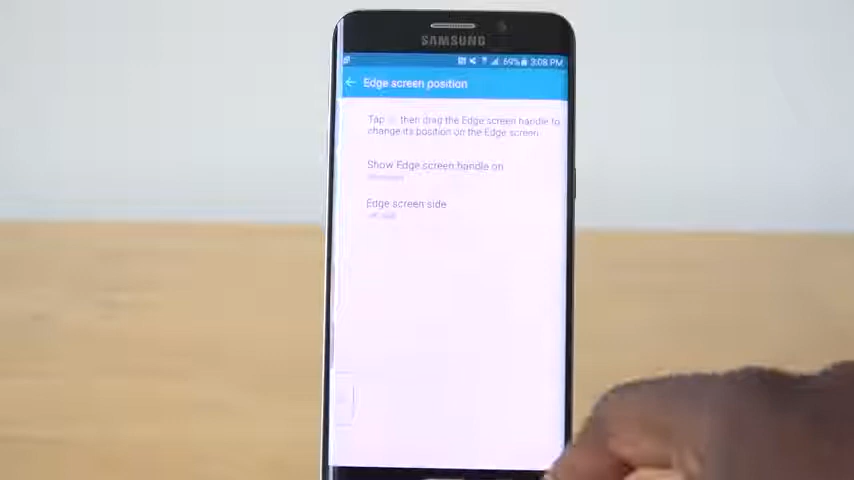 SAMSUNG
69% 3:08 PM
Edge screen position
Tap then drag the Edge screen handle to
change its position on the Edge screen.
Show Edge screen handle on
Edge screen side